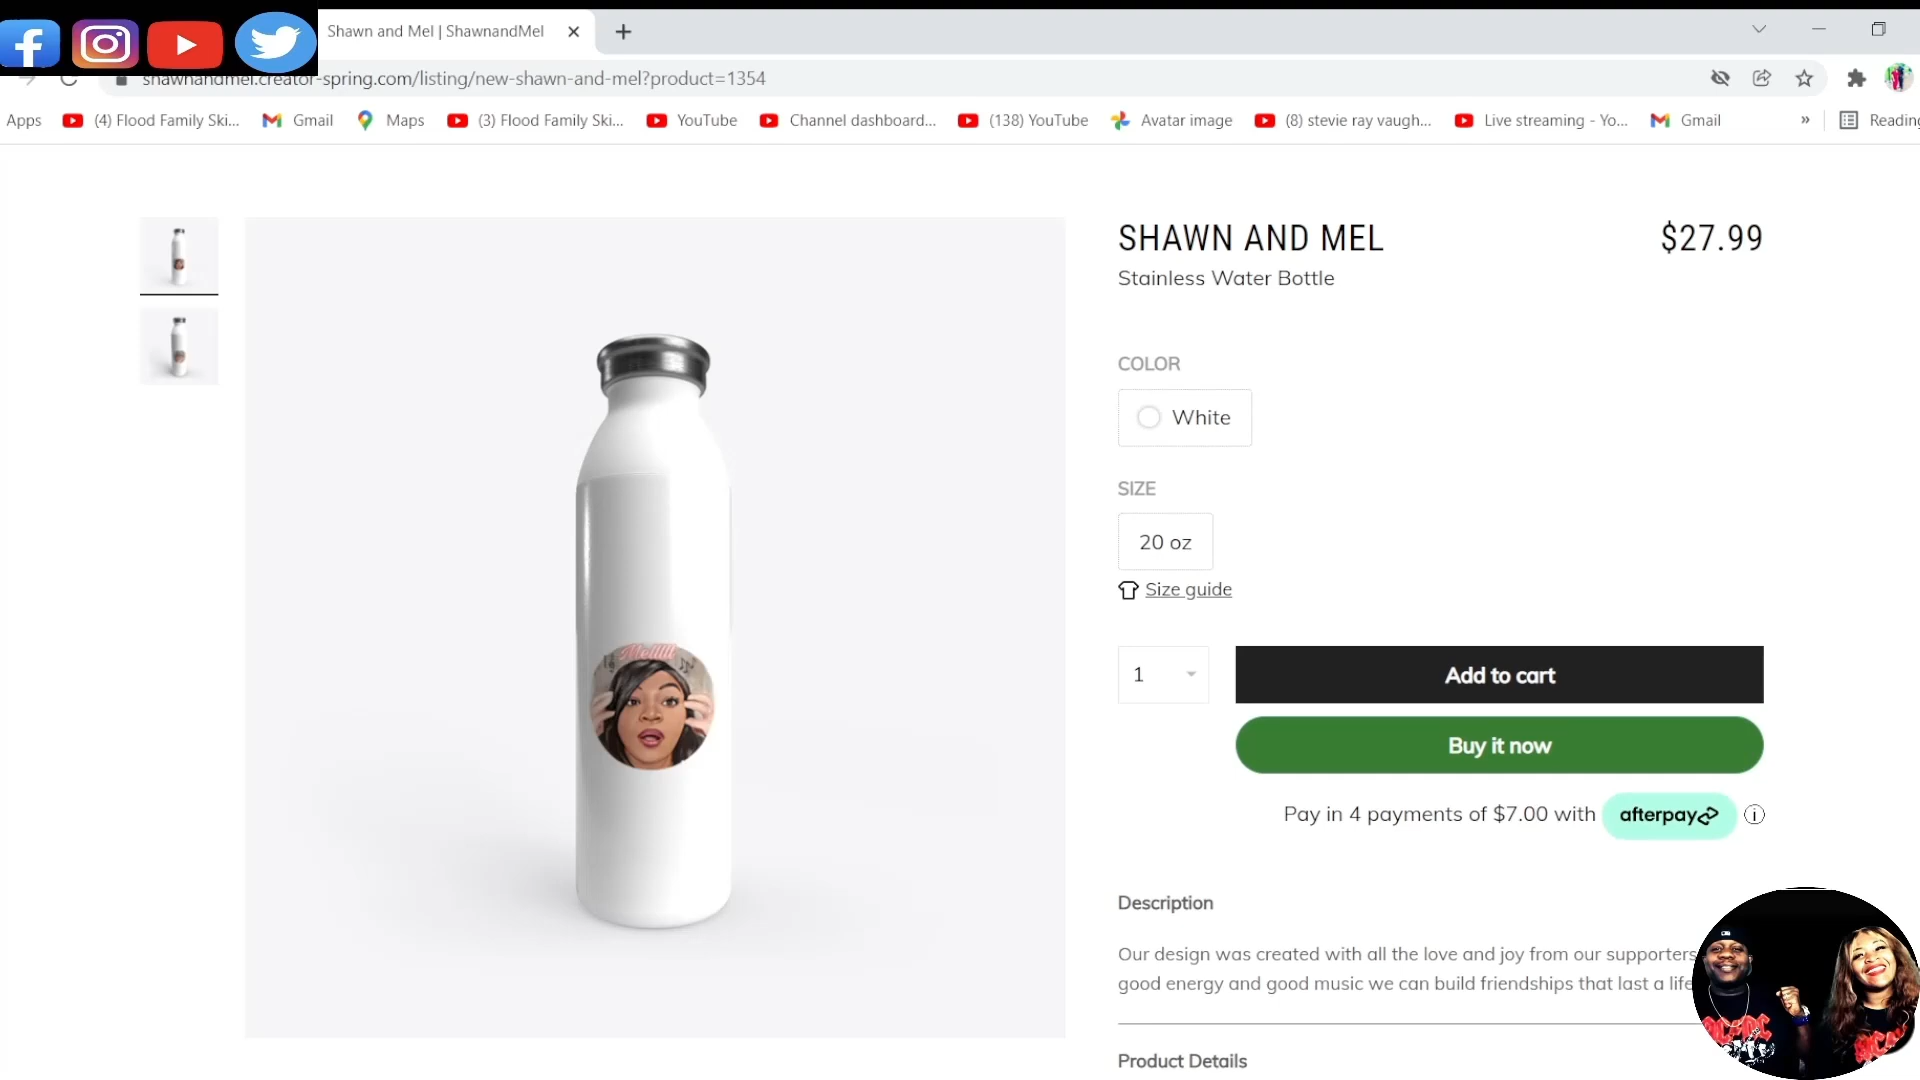 Shawn and Mel | ShawnandMel
shawnandmel.creator-spring.com/listing/new-shawn-and-mel?product=1354
Apps
(4) Flood Family Ski...
Gmail
Maps
(3) Flood Family Ski...
YouTube
Channel dashboard...
(138) YouTube
Avatar image
(8) stevie ray vaugh...
Live streaming - Yo...
Gmail
»
Reading
SHAWN AND MEL
$27.99
Stainless Water Bottle
COLOR
White
SIZE
20 oz
Size guide
1
Add to cart
Buy it now
Pay in 4 payments of $7.00 with afterpay
Description
Our design was created with all the love and joy from our supporters
good energy and good music we can build friendships that last a life
Product Details